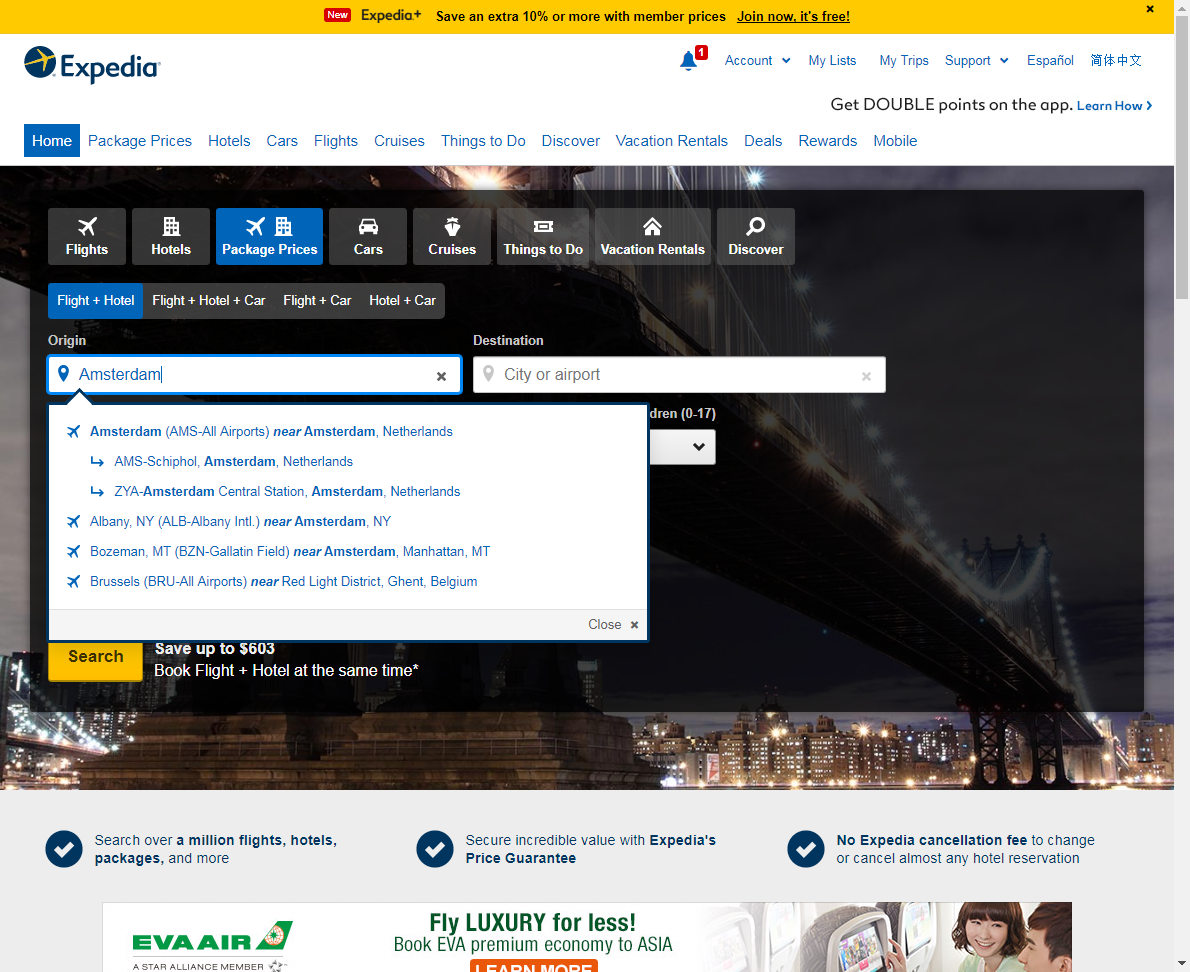 New Expedia+ Save an extra 10% or more with member prices Join now, it's free!
Expedia
1 Account My Lists My Trips Support Español 简体中文
Get DOUBLE points on the app. Learn How
Home Package Prices Hotels Cars Flights Cruises Things to Do Discover Vacation Rentals Deals Rewards Mobile
Flights Hotels Package Prices Cars Cruises Things to Do Vacation Rentals Discover
Flight + Hotel Flight + Hotel + Car Flight + Car Hotel + Car
Origin Destination
Amsterdam City or airport
dren (0-17)
Amsterdam (AMS-All Airports) near Amsterdam, Netherlands
AMS-Schiphol, Amsterdam, Netherlands
ZYA-Amsterdam Central Station, Amsterdam, Netherlands
Albany, NY (ALB-Albany Intl.) near Amsterdam, NY
Bozeman, MT (BZN-Gallatin Field) near Amsterdam, Manhattan, MT
Brussels (BRU-All Airports) near Red Light District, Ghent, Belgium
Close
Search Save up to $603
Book Flight + Hotel at the same time*
Search over a million flights, hotels,
packages, and more
Secure incredible value with Expedia's
Price Guarantee
No Expedia cancellation fee to change
or cancel almost any hotel reservation
EVA AIR
A STAR ALLIANCE MEMBER
Fly LUXURY for less!
Book EVA premium economy to ASIA
LEARN MORE